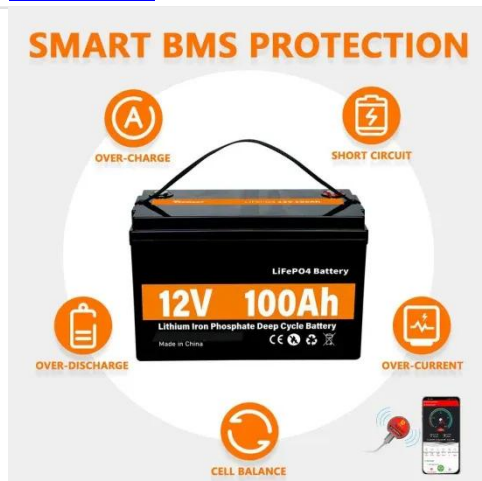 SMART BMS PROTECTION
OVER-CHARGE
SHORT CIRCUIT
LiFePO4 Battery
12V 100Ah
Lithium Iron Phosphate Deep Cycle Battery
Made in China
CE
OVER-DISCHARGE
OVER-CURRENT
CELL BALANCE